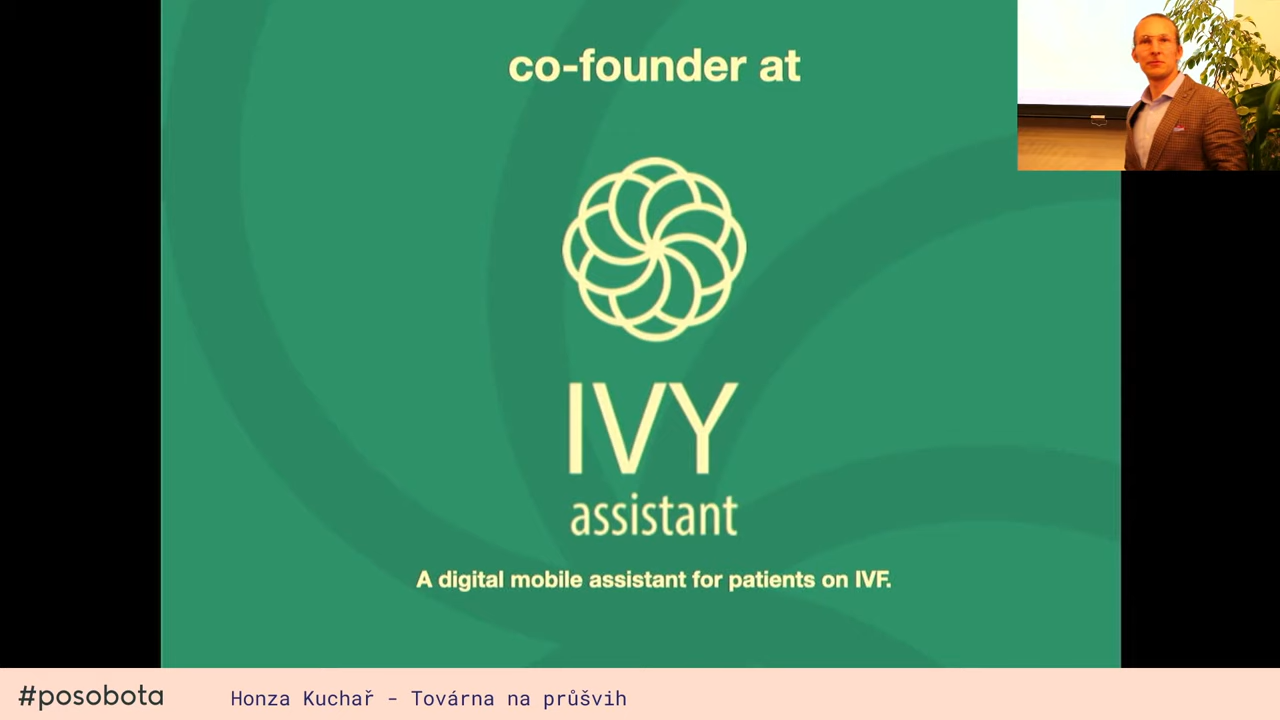 co-founder at
IVY
assistant
A digital mobile assistant for patients on IVF.
#posobota
Honza Kuchař - Továrna na průšvih